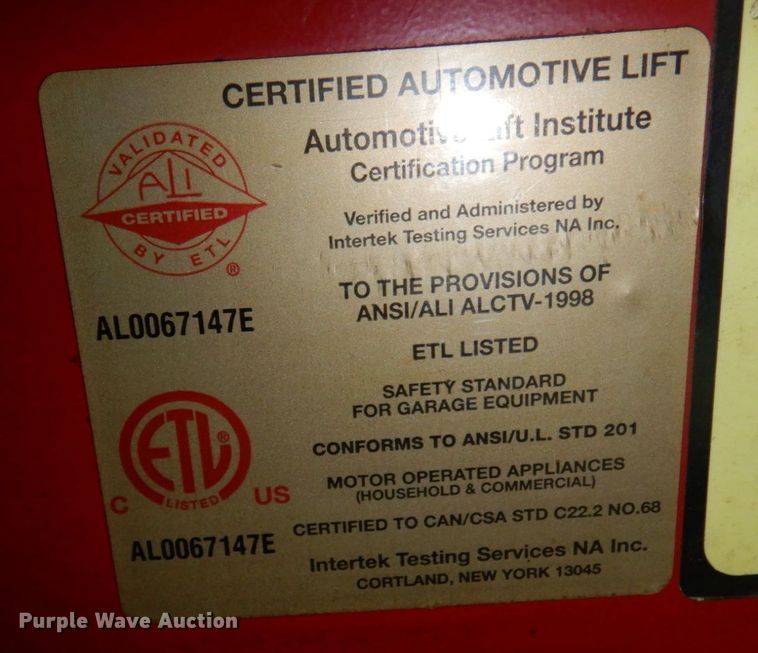 CERTIFIED AUTOMOTIVE LIFT
Automotive Lift Institute
Certification Program
Verified and Administered by
Intertek Testing Services NA Inc.
VALIDATED
ALI
CERTIFIED
BY ETL
®
AL0067147E
TO THE PROVISIONS OF
ANSI/ALI ALCTV-1998
ETL LISTED
SAFETY STANDARD
FOR GARAGE EQUIPMENT
CONFORMS TO ANSI/U.L. STD 201
MOTOR OPERATED APPLIANCES
(HOUSEHOLD & COMMERCIAL)
CERTIFIED TO CAN/CSA STD C22.2 NO.68
Intertek Testing Services NA Inc.
CORTLAND, NEW YORK 13045
ETL®
LISTED
C US
AL0067147E
Purple Wave Auction®